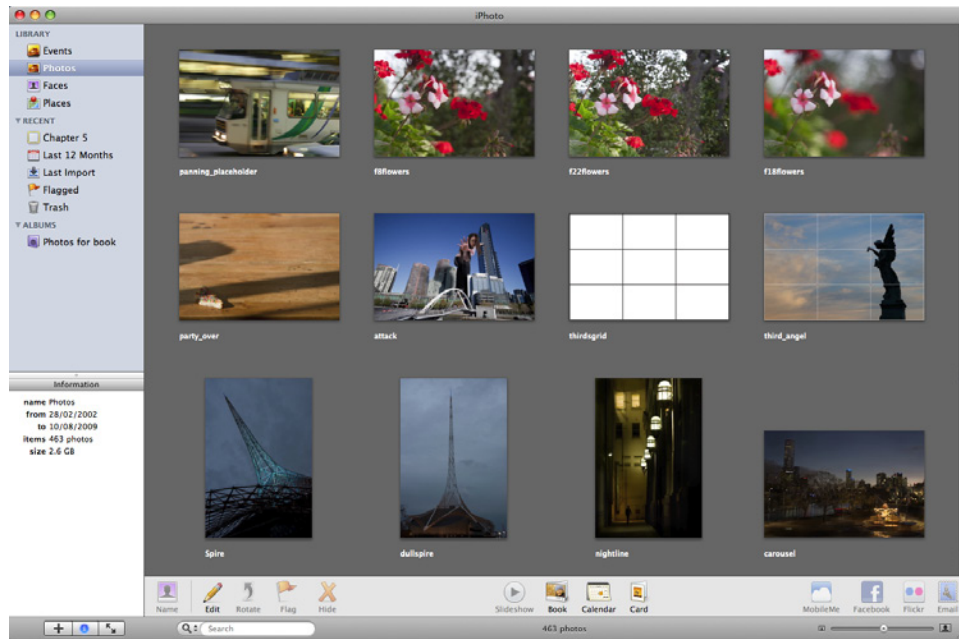 iPhoto
LIBRARY
Events
Photos
Faces
Places
RECENT
Chapter 5
Last 12 Months
Last Import
Flagged
Trash
ALBUMS
Photos for book
Information
name Photos
from 28/02/2002
to 10/08/2009
items 463 photos
size 2.6 GB
panning_placeholder
f8flowers
f22flowers
f18flowers
party_over
attack
thirdsgrid
third_angel
Spire
dullspire
nightline
carousel
Name
Edit
Rotate
Flag
Hide
Slideshow
Book
Calendar
Card
MobileMe
Facebook
Flickr
Email
Search
463 photos